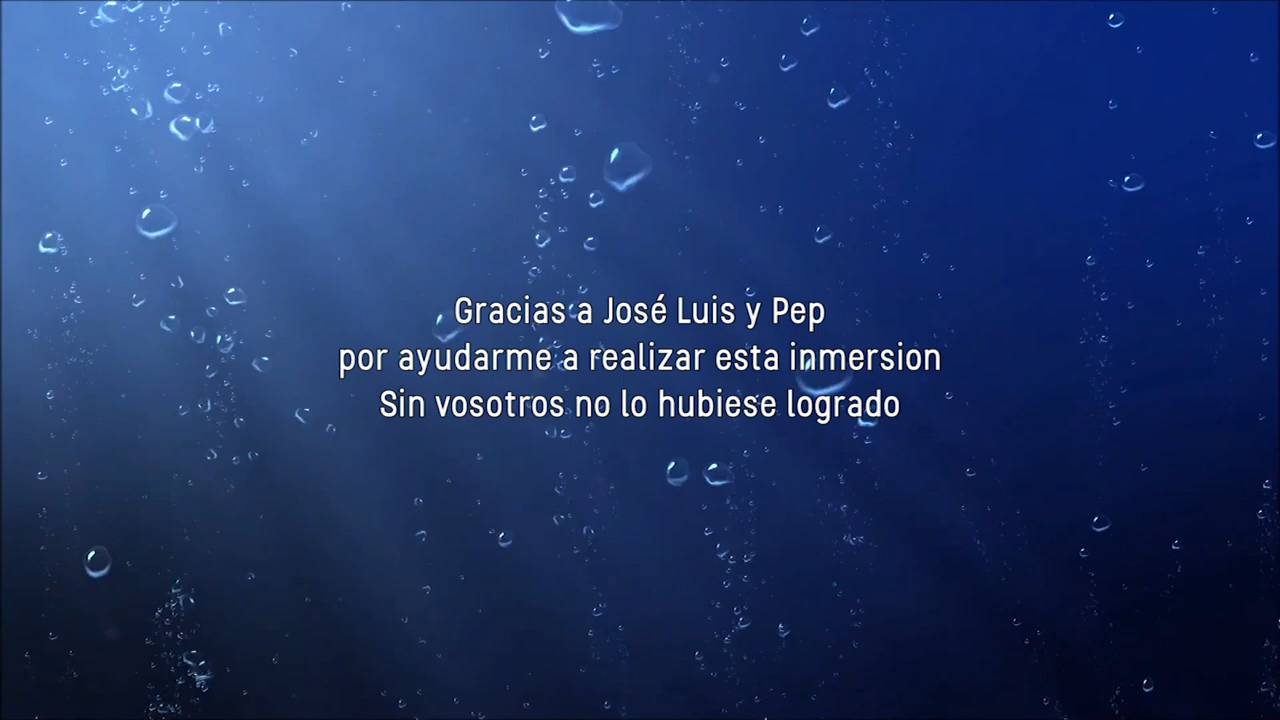 Gracias a José Luis y Pep
por ayudarme a realizar esta inmersion
Sin vosotros no lo hubiese logrado